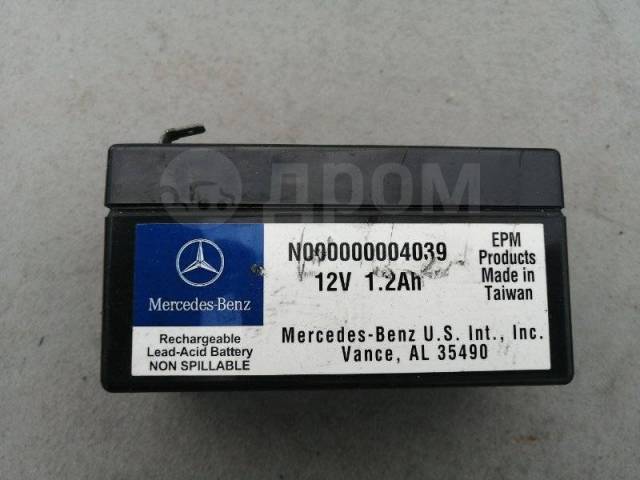 ДРОМ
N000000004039
12V 1.2Ah
EPM
Products
Made in
Taiwan
Mercedes-Benz
Rechargeable
Lead-Acid Battery
NON SPILLABLE
Mercedes-Benz U.S. Int., Inc.
Vance, AL 35490